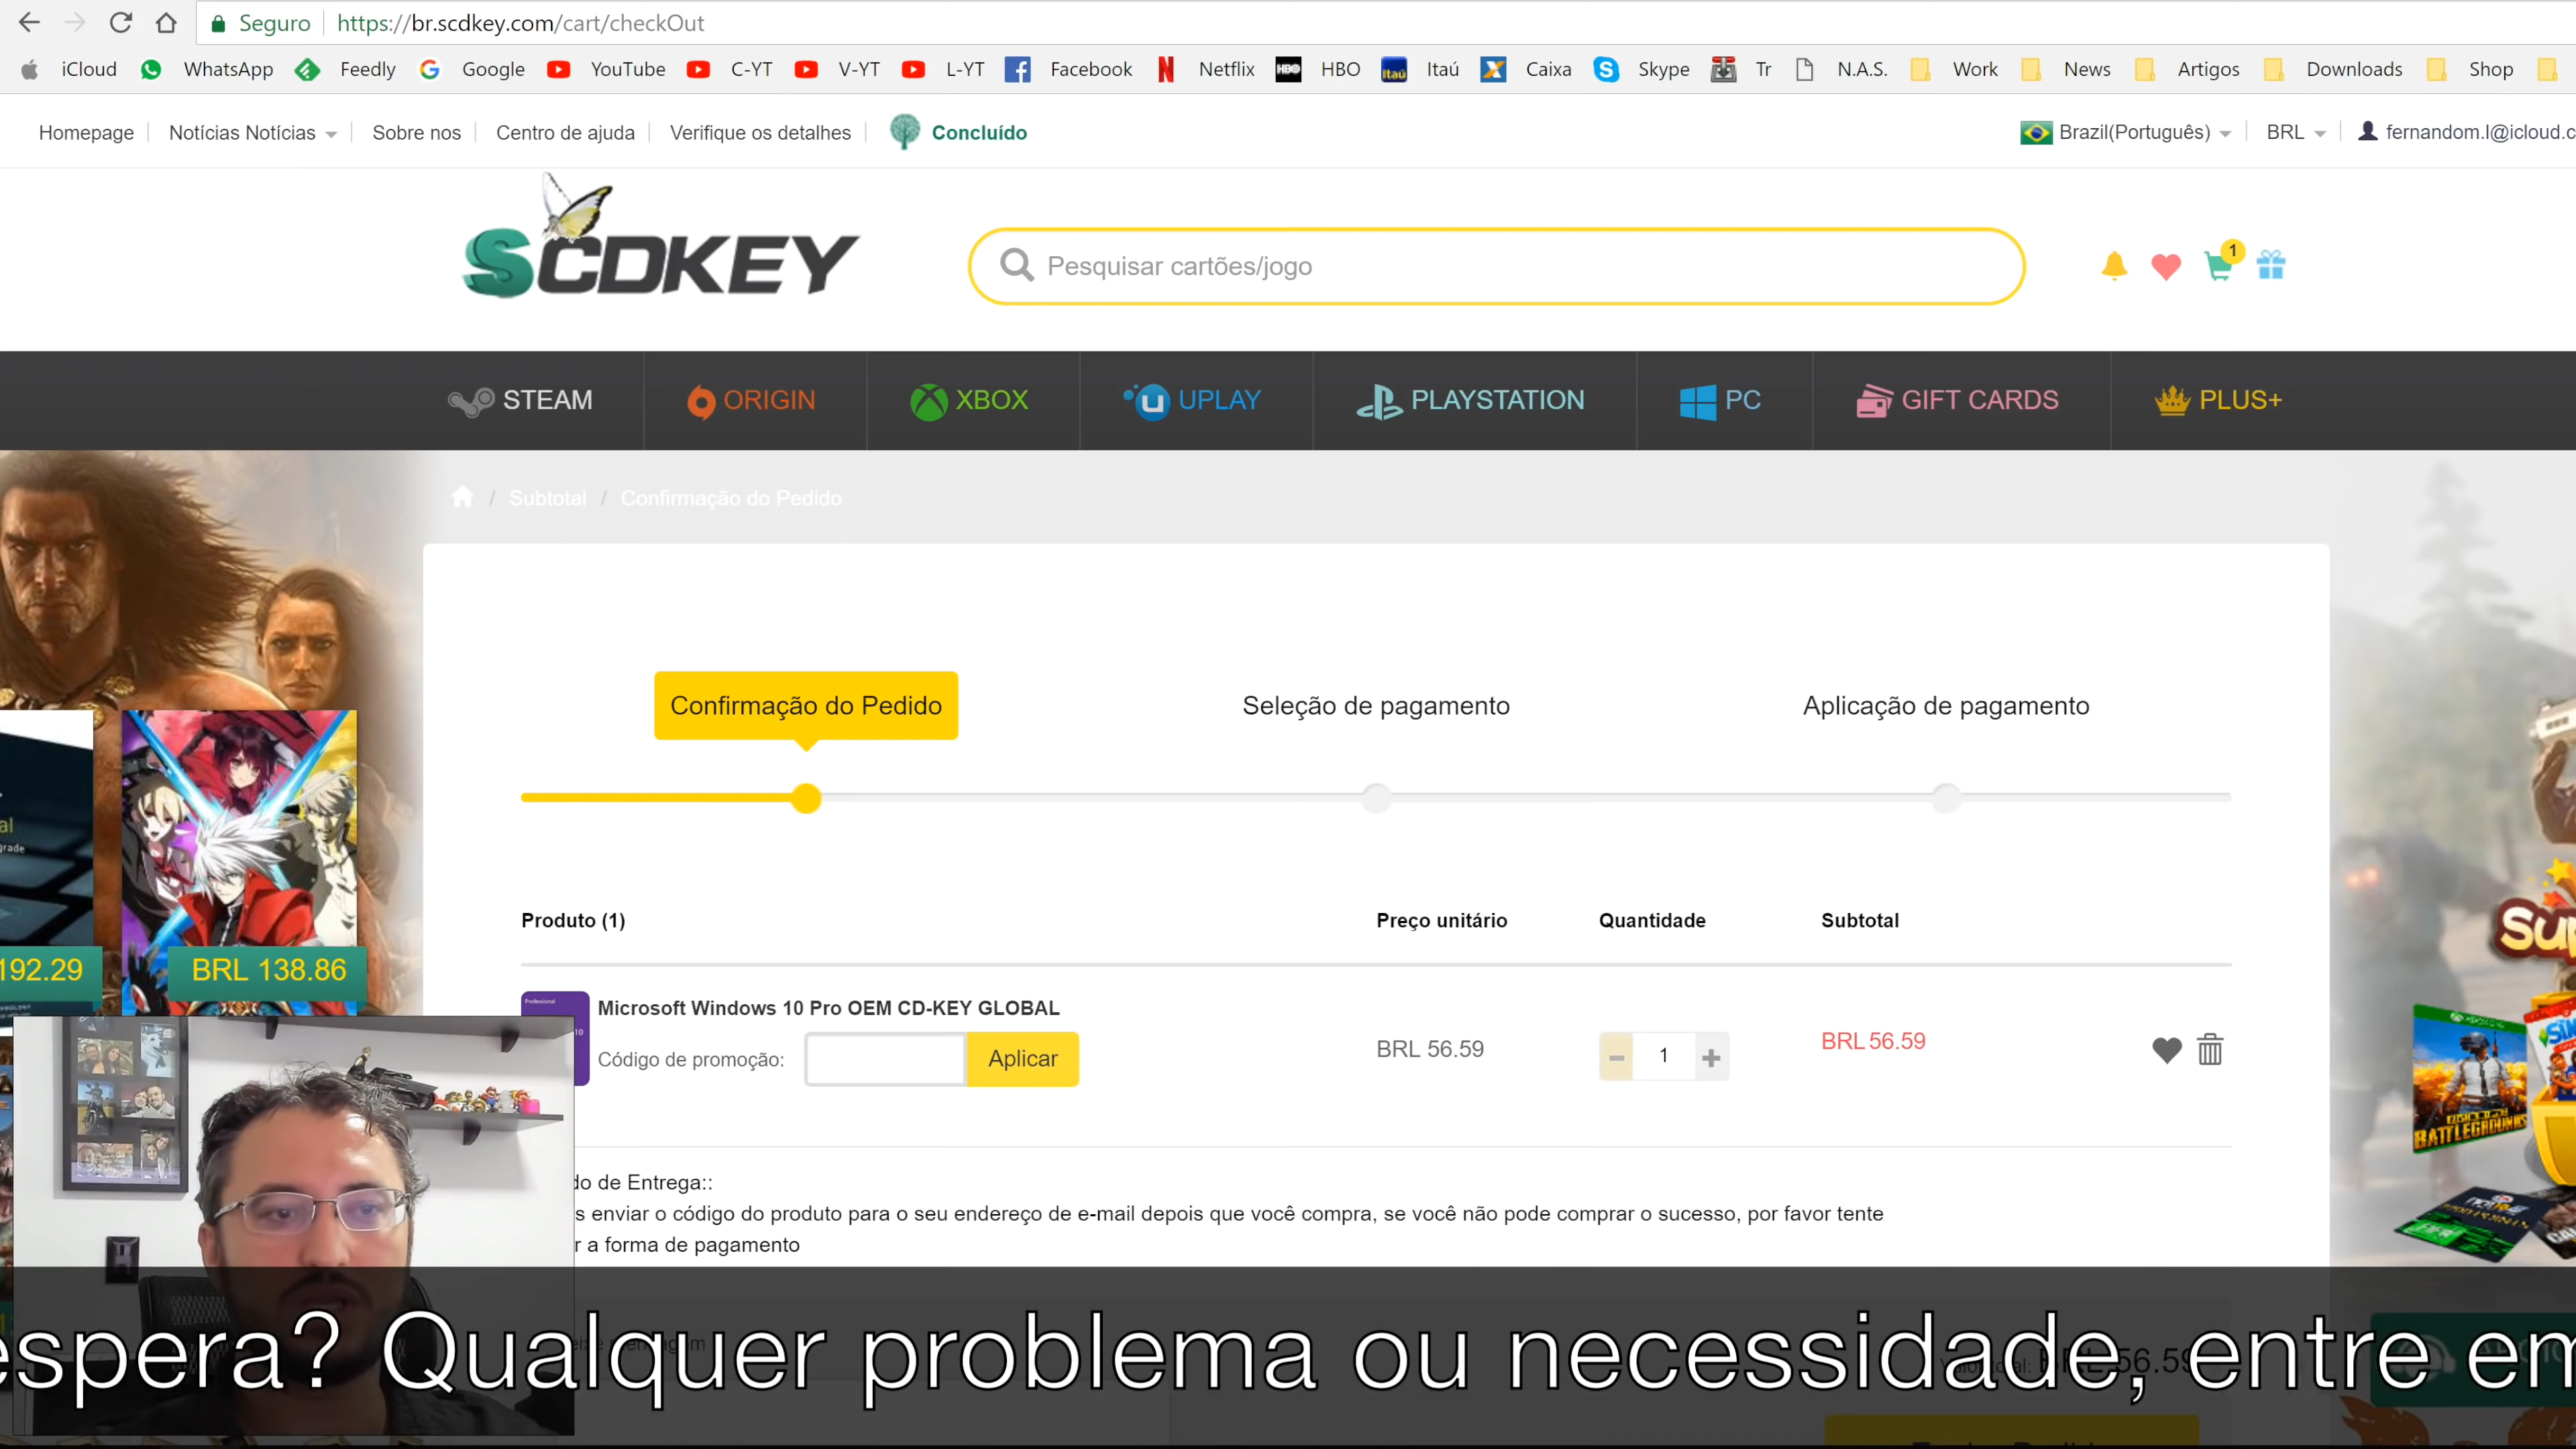 Seguro https://br.scdkey.com/cart/checkOut
iCloud WhatsApp Feedly Google YouTube C-YT V-YT L-YT Facebook Netflix HBO Itaú Caixa Skype Tr N.A.S. Work News Artigos Downloads Shop
Homepage Notícias Notícias Sobre nos Centro de ajuda Verifique os detalhes Concluído Brazil(Português) BRL fernandom.l@icloud.c
SCDKEY
Pesquisar cartões/jogo
1
STEAM ORIGIN XBOX UPLAY PLAYSTATION PC GIFT CARDS PLUS+
/ Subtotal / Confirmação do Pedido
Confirmação do Pedido Seleção de pagamento Aplicação de pagamento
Produto (1) Preço unitário Quantidade Subtotal
192.29 BRL 138.86
Microsoft Windows 10 Pro OEM CD-KEY GLOBAL
Código de promoção: Aplicar BRL 56.59 1 BRL 56.59
BATTLEGROUNDS
do de Entrega::
s enviar o código do produto para o seu endereço de e-mail depois que você compra, se você não pode comprar o sucesso, por favor tente
r a forma de pagamento
espera? Qualquer problema ou necessidade, entre em